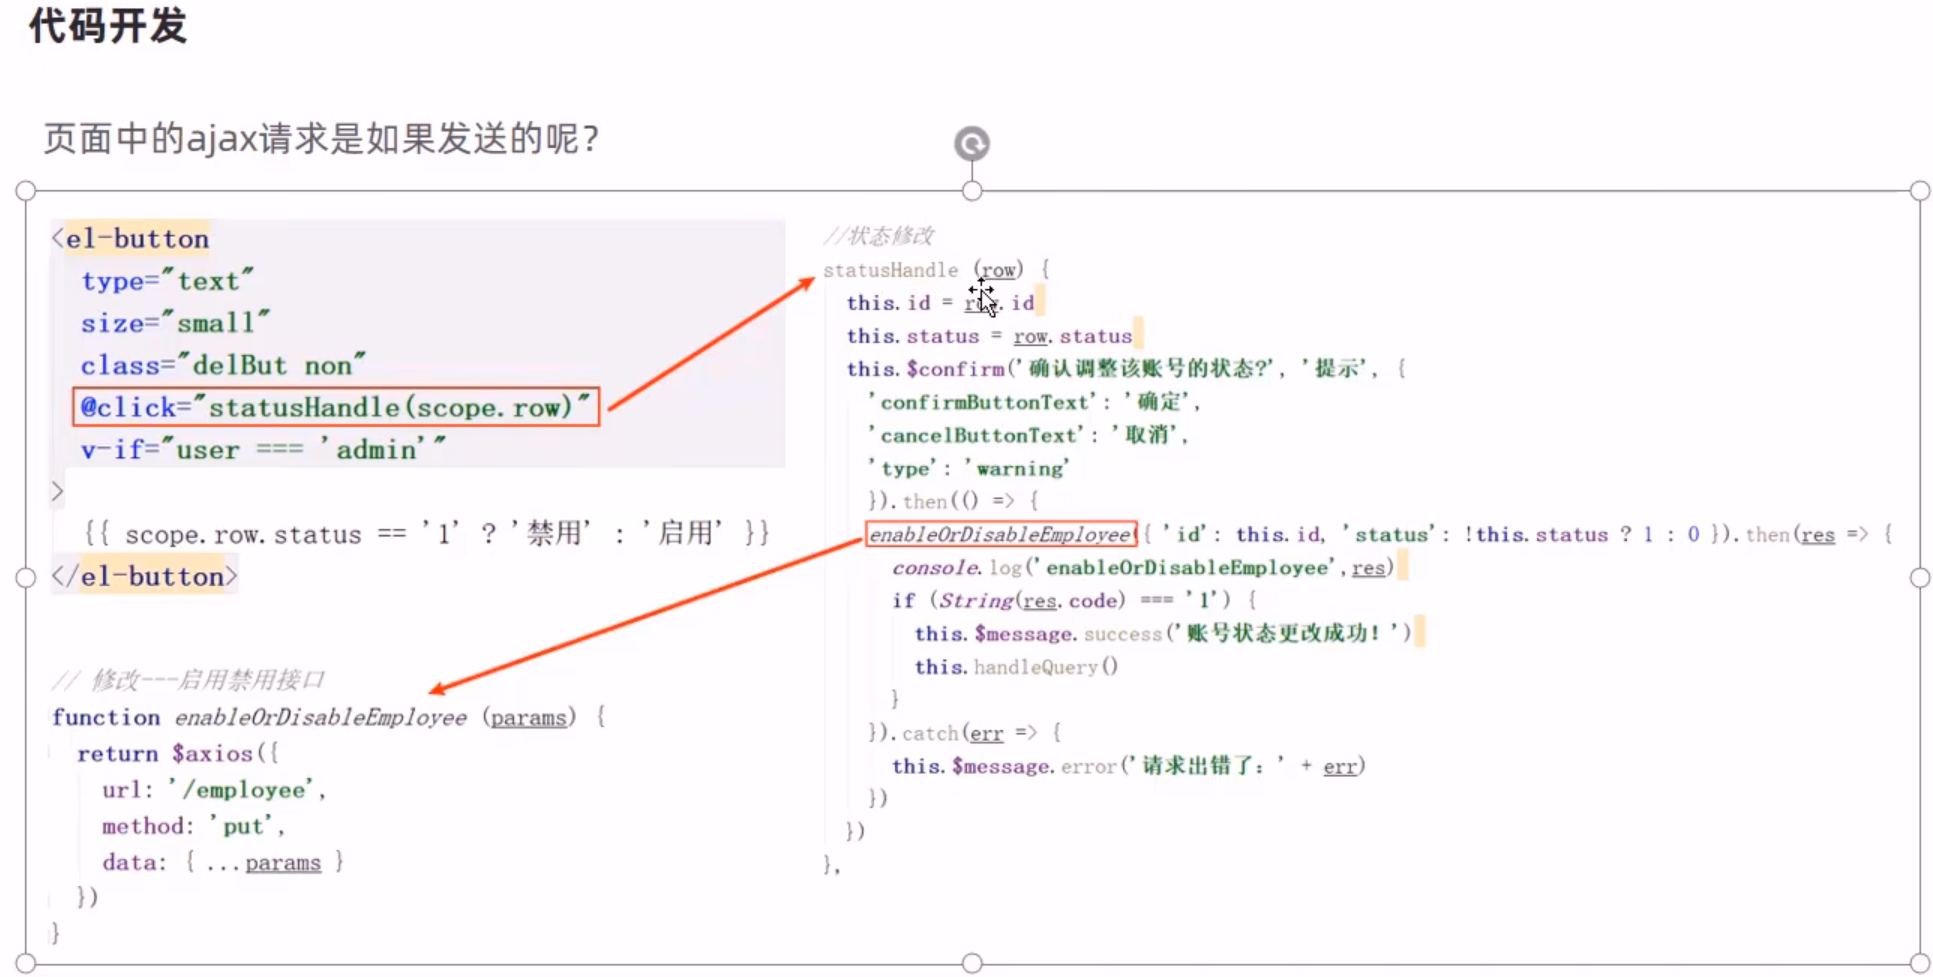 代码开发
页面中的ajax请求是如果发送的呢？
<el-button
type="text"
size="small"
class="delBut non"
@click="statusHandle(scope.row)"
v-if="user === 'admin'"
>
{{ scope.row.status == '1' ? '禁用' : '启用' }}
</el-button>
// 修改---启用禁用接口
function enableOrDisableEmployee (params) {
return $axios({
url: '/employee',
method: 'put',
data: { ...params }
})
}
//状态修改
statusHandle (row) {
this.id = row.id
this.status = row.status
this.$confirm('确认调整该账号的状态?', '提示', {
'confirmButtonText': '确定',
'cancelButtonText': '取消',
'type': 'warning'
}).then(() => {
enableOrDisableEmployee({ 'id': this.id, 'status': !this.status ? 1 : 0 }).then(res => {
console.log('enableOrDisableEmployee',res)
if (String(res.code) === '1') {
this.$message.success('账号状态更改成功！')
this.handleQuery()
}
}).catch(err => {
this.$message.error('请求出错了：' + err)
})
})
},